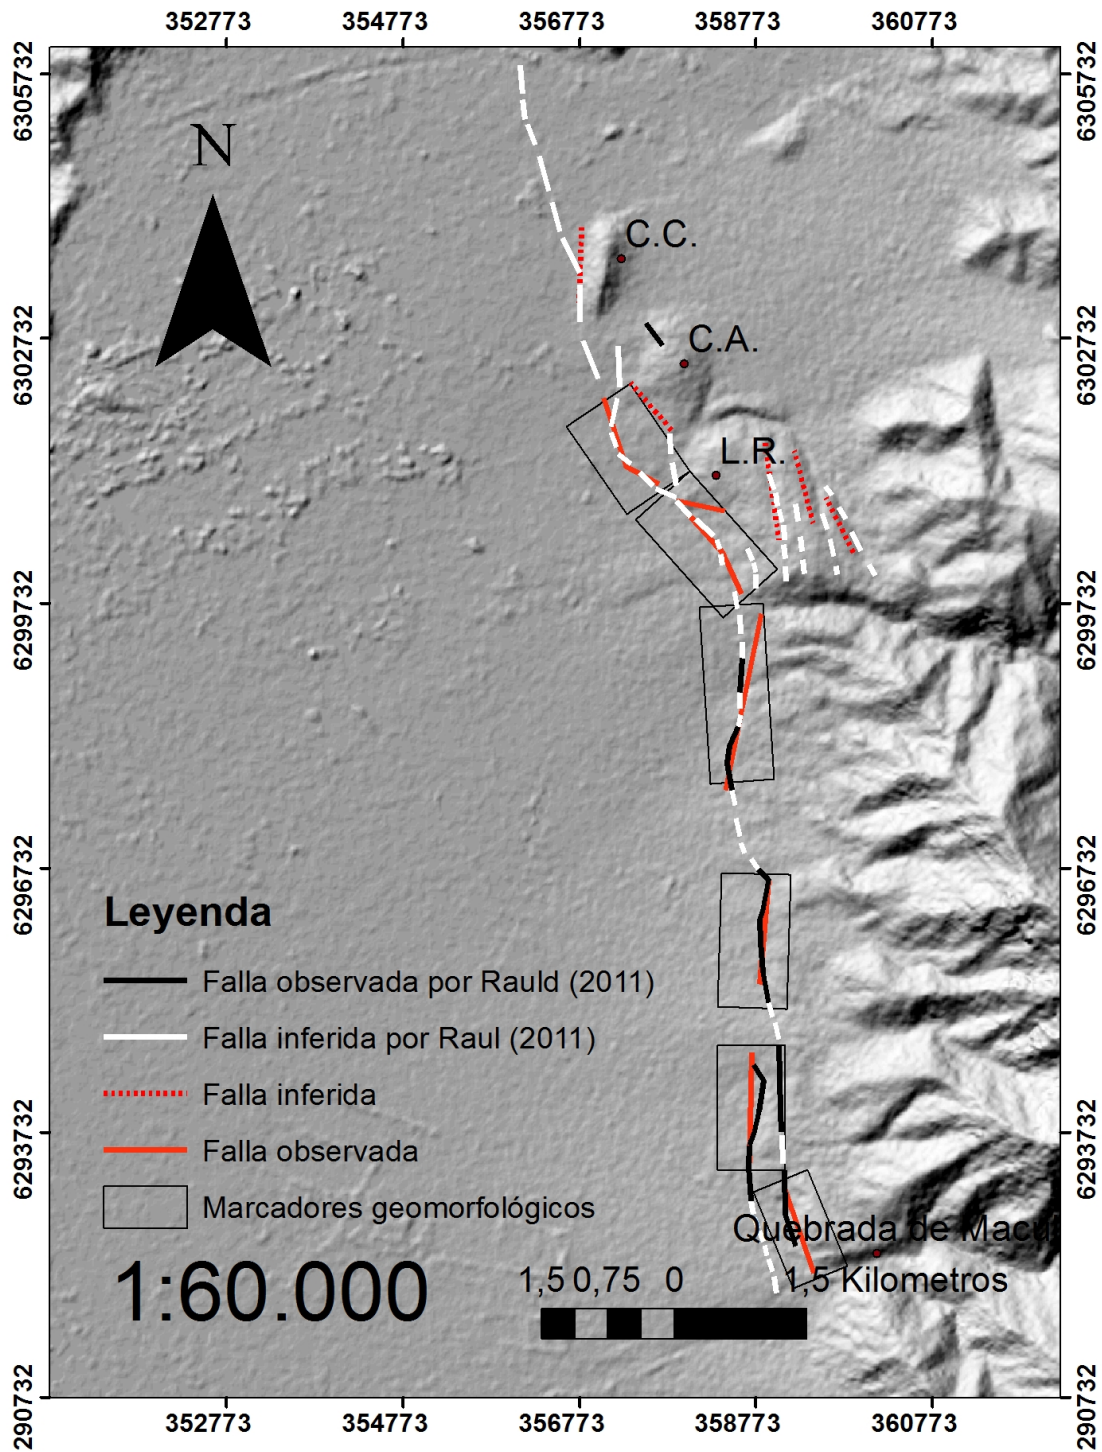 352773 354773 356773 358773 360773
6305732 6305732
N
C.C.
6302732 6302732
C.A.
L.R.
6299732 6299732
6296732 6296732
Leyenda
Falla observada por Rauld (2011)
Falla inferida por Raul (2011)
Falla inferida
6293732 6293732
Falla observada
Marcadores geomorfológicos
Quebrada de Macu
1:60.000
1,5 0,75 0 1,5 Kilometros
290732 290732
352773 354773 356773 358773 360773